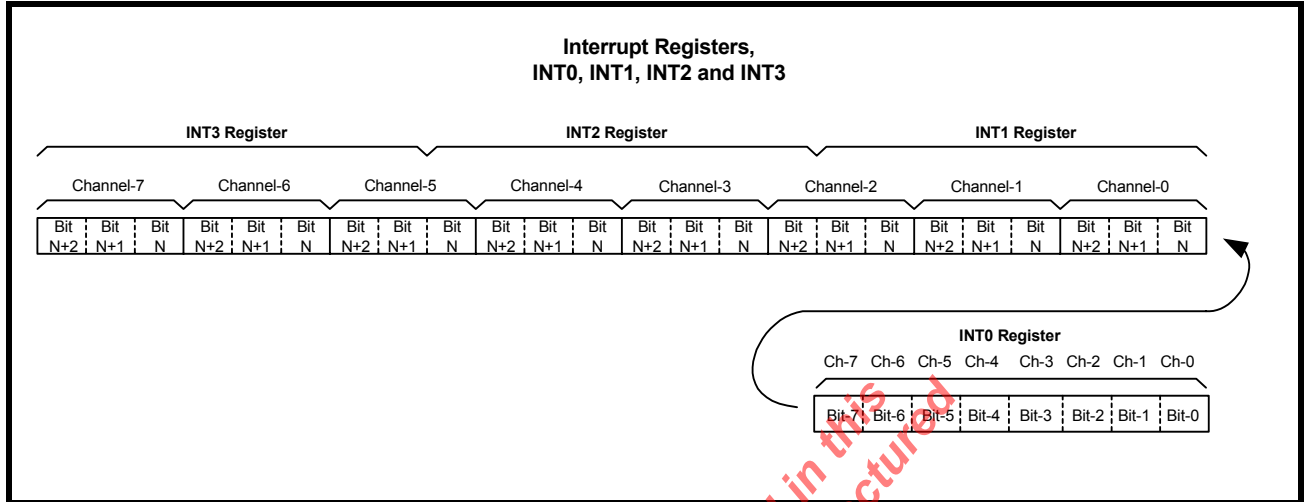 Interrupt Registers,
INT0, INT1, INT2 and INT3
INT3 Register INT2 Register INT1 Register
Channel-7 Channel-6 Channel-5 Channel-4 Channel-3 Channel-2 Channel-1 Channel-0
Bit Bit Bit Bit Bit Bit Bit Bit Bit Bit Bit Bit Bit Bit Bit Bit Bit Bit Bit Bit Bit Bit Bit Bit
N+2 N+1 N N+2 N+1 N N+2 N+1 N N+2 N+1 N N+2 N+1 N N+2 N+1 N N+2 N+1 N N+2 N+1 N
INT0 Register
Ch-7 Ch-6 Ch-5 Ch-4 Ch-3 Ch-2 Ch-1 Ch-0
Bit-7 Bit-6 Bit-5 Bit-4 Bit-3 Bit-2 Bit-1 Bit-0
in this